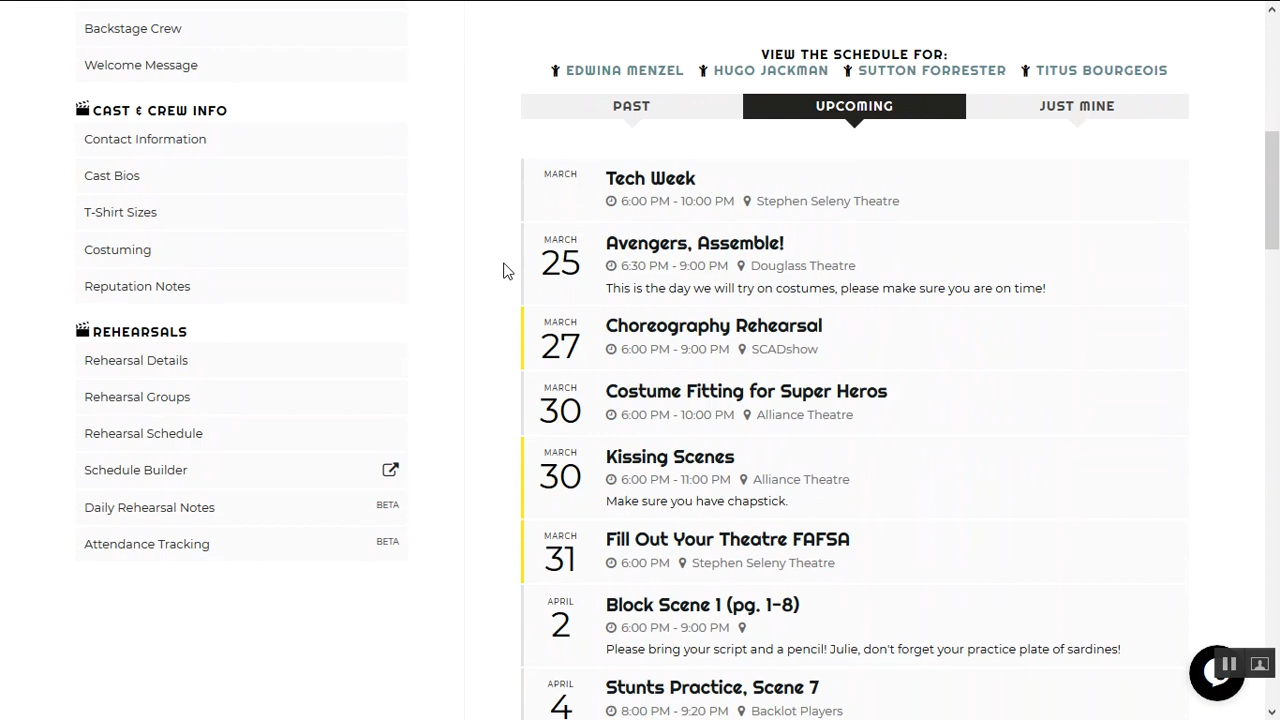 Backstage Crew
Welcome Message
CAST & CREW INFO
Contact Information
Cast Bios
T-Shirt Sizes
Costuming
Reputation Notes
REHEARSALS
Rehearsal Details
Rehearsal Groups
Rehearsal Schedule
Schedule Builder
Daily Rehearsal Notes BETA
Attendance Tracking BETA
VIEW THE SCHEDULE FOR:
EDWINA MENZEL HUGO JACKMAN SUTTON FORRESTER TITUS BOURGEOIS
PAST UPCOMING JUST MINE
MARCH
Tech Week
6:00 PM - 10:00 PM Stephen Seleny Theatre
MARCH
25
Avengers, Assemble!
6:30 PM - 9:00 PM Douglass Theatre
This is the day we will try on costumes, please make sure you are on time!
MARCH
27
Choreography Rehearsal
6:00 PM - 9:00 PM SCADshow
MARCH
30
Costume Fitting for Super Heros
6:00 PM - 10:00 PM Alliance Theatre
MARCH
30
Kissing Scenes
6:00 PM - 11:00 PM Alliance Theatre
Make sure you have chapstick.
MARCH
31
Fill Out Your Theatre FAFSA
6:00 PM Stephen Seleny Theatre
APRIL
2
Block Scene 1 (pg. 1-8)
6:00 PM - 9:00 PM
Please bring your script and a pencil! Julie, don't forget your practice plate of sardines!
APRIL
4
Stunts Practice, Scene 7
8:00 PM - 9:20 PM Backlot Players